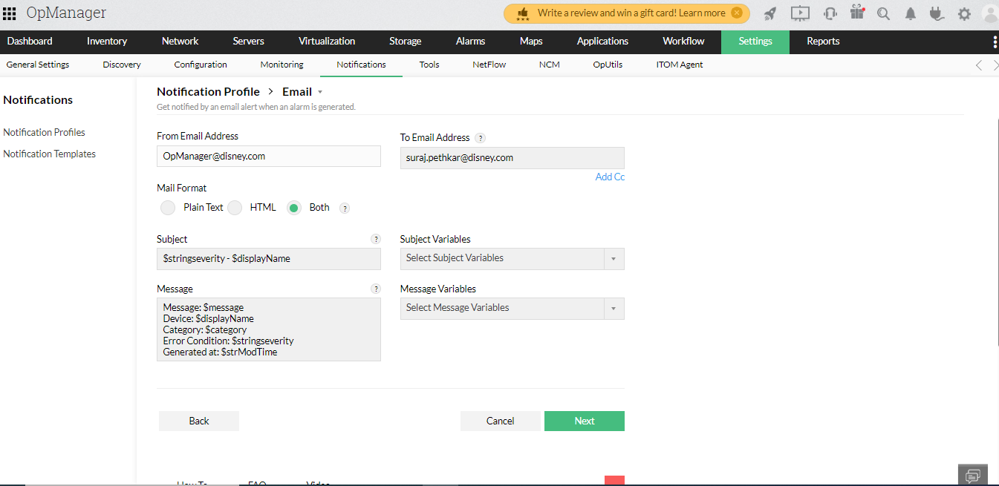 OpManager
Write a review and win a gift card! Learn more
Dashboard Inventory Network Servers Virtualization Storage Alarms Maps Applications Workflow Settings Reports
General Settings Discovery Configuration Monitoring Notifications Tools NetFlow NCM OpUtils ITOM Agent
Notifications
Notification Profiles
Notification Templates
Notification Profile > Email
Get notified by an email alert when an alarm is generated.
From Email Address
OpManager@disney.com
To Email Address ?
suraj.pethkar@disney.com
Add Cc
Mail Format
Plain Text HTML Both ?
Subject ?
$stringseverity - $displayName
Subject Variables
Select Subject Variables
Message ?
Message: $message
Device: $displayName
Category: $category
Error Condition: $stringseverity
Generated at: $strModTime
Message Variables
Select Message Variables
Back Cancel Next
How To FAQ Video